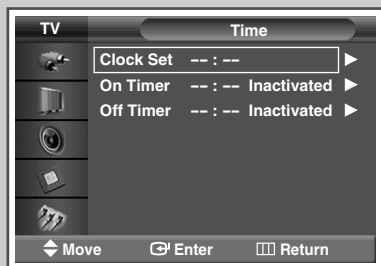 TV Time
Clock Set -- : --
On Timer -- : -- Inactivated
Off Timer -- : -- Inactivated
Move Enter Return